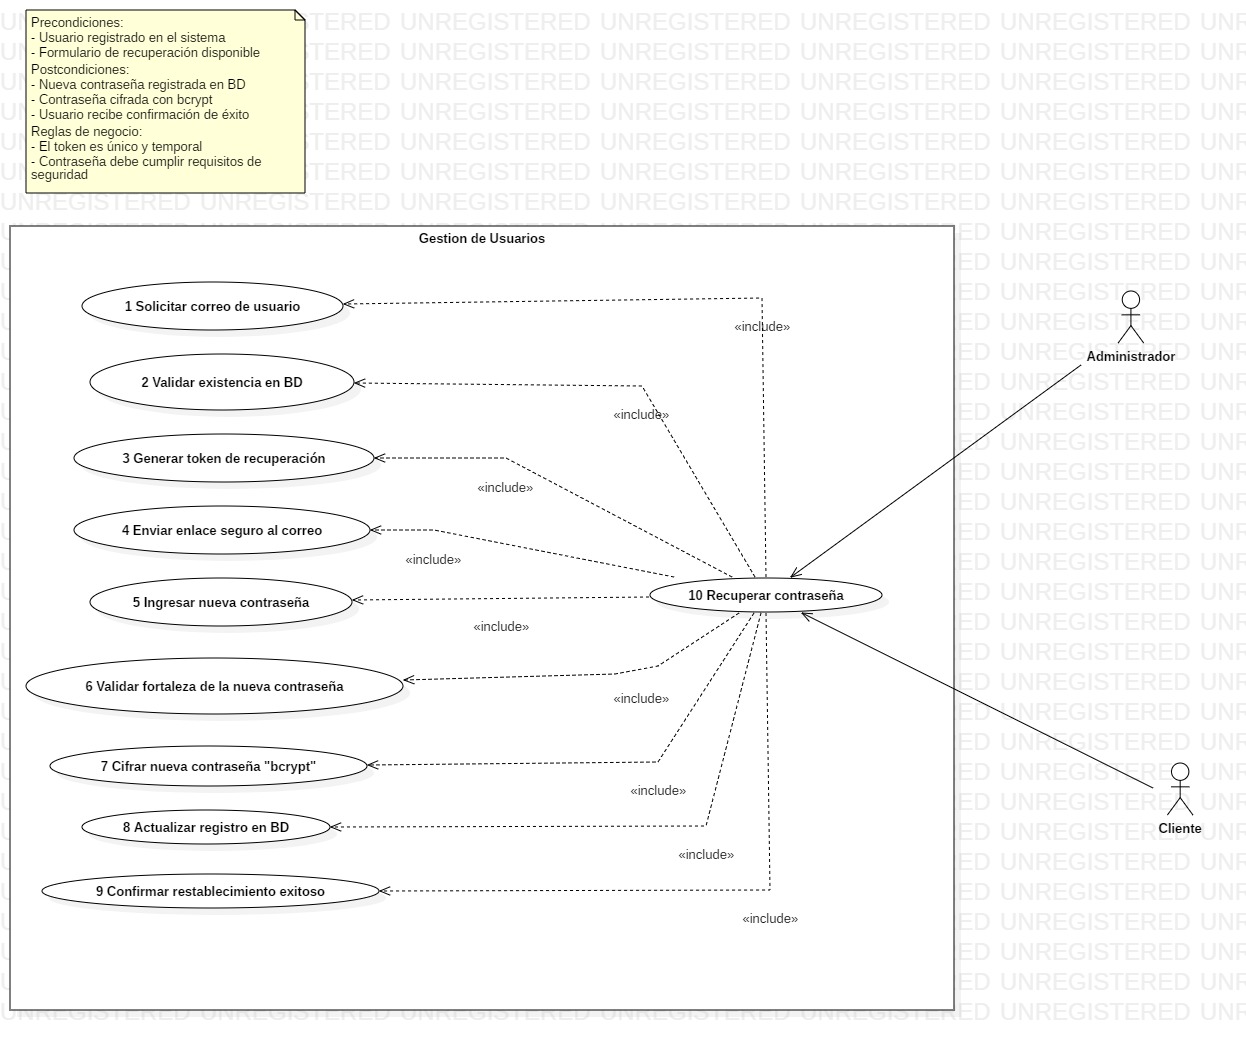 Precondiciones:
- Usuario registrado en el sistema
- Formulario de recuperación disponible
Postcondiciones:
- Nueva contraseña registrada en BD
- Contraseña cifrada con bcrypt
- Usuario recibe confirmación de éxito
Reglas de negocio:
- El token es único y temporal
- Contraseña debe cumplir requisitos de
seguridad
UNREGISTERED UNREGISTERED UNREGISTERED UNREGISTERED UNREGISTERED UNREGISTERED
Gestion de Usuarios
1 Solicitar correo de usuario
«include»
Administrador
2 Validar existencia en BD
«include»
3 Generar token de recuperación
«include»
4 Enviar enlace seguro al correo
«include»
10 Recuperar contraseña
5 Ingresar nueva contraseña
«include»
6 Validar fortaleza de la nueva contraseña
«include»
7 Cifrar nueva contraseña "bcrypt"
«include»
8 Actualizar registro en BD
Cliente
«include»
9 Confirmar restablecimiento exitoso
«include»